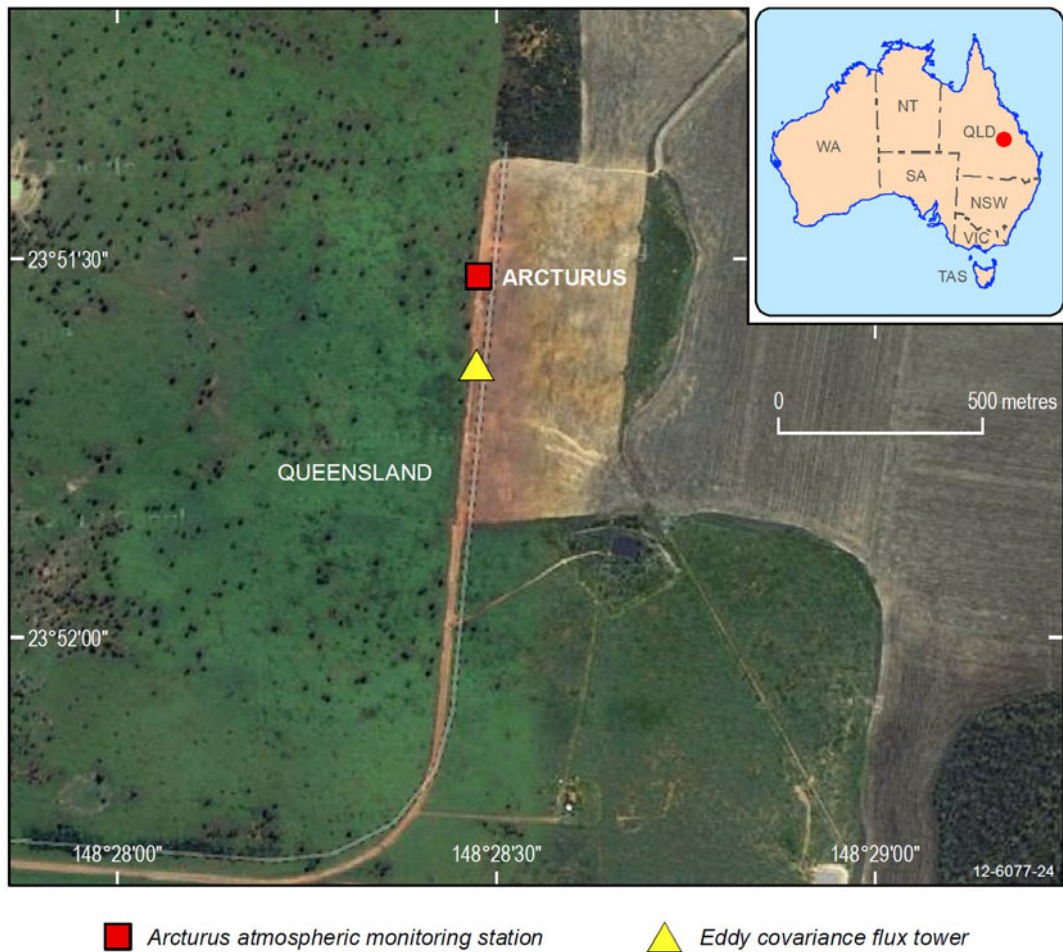 NT
QLD
WA
SA
NSW
VIC
TAS
23°51'30"
ARCTURUS
0 500 metres
QUEENSLAND
23°52'00"
148°28'00" 148°28'30" 148°29'00"
12-6077-24
Arcturus atmospheric monitoring station Eddy covariance flux tower